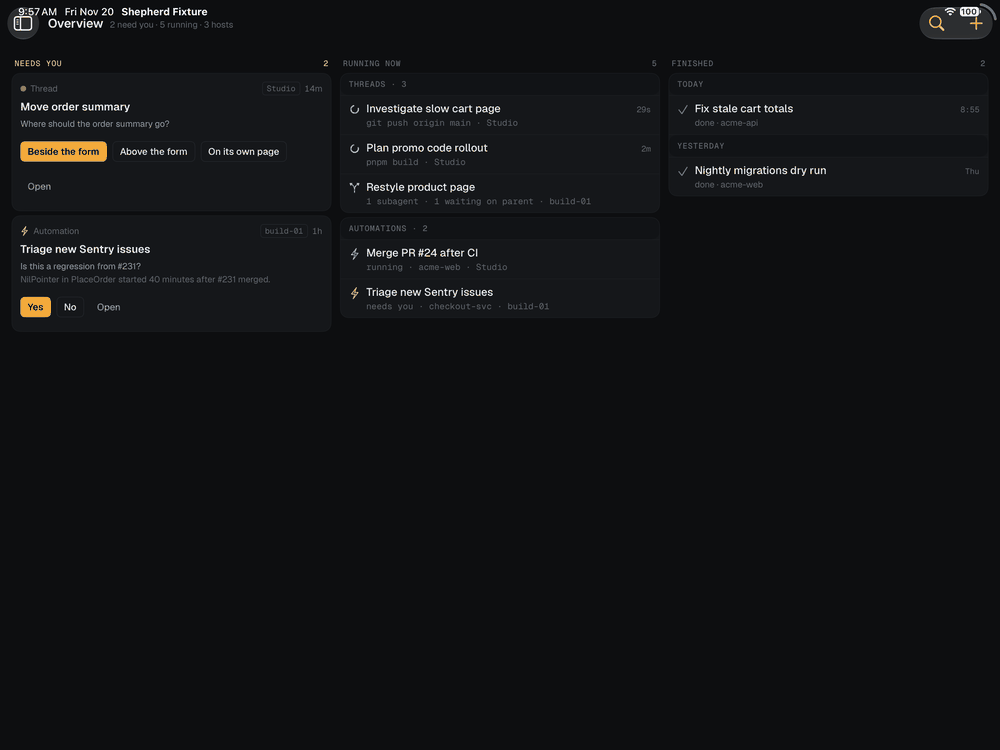 9:57 AM Fri Nov 20 Shepherd Fixture
100
Overview 2 need you · 5 running · 3 hosts
NEEDS YOU 2
Thread Studio 14m
Move order summary
Where should the order summary go?
Beside the form Above the form On its own page
Open
Automation build-01 1h
Triage new Sentry issues
Is this a regression from #231?
NilPointer in PlaceOrder started 40 minutes after #231 merged.
Yes No Open
RUNNING NOW 5
THREADS · 3
Investigate slow cart page 29s
git push origin main · Studio
Plan promo code rollout 2m
pnpm build · Studio
Restyle product page
1 subagent · 1 waiting on parent · build-01
AUTOMATIONS · 2
Merge PR #24 after CI
running · acme-web · Studio
Triage new Sentry issues
needs you · checkout-svc · build-01
FINISHED 2
TODAY
Fix stale cart totals 8:55
done · acme-api
YESTERDAY
Nightly migrations dry run Thu
done · acme-web